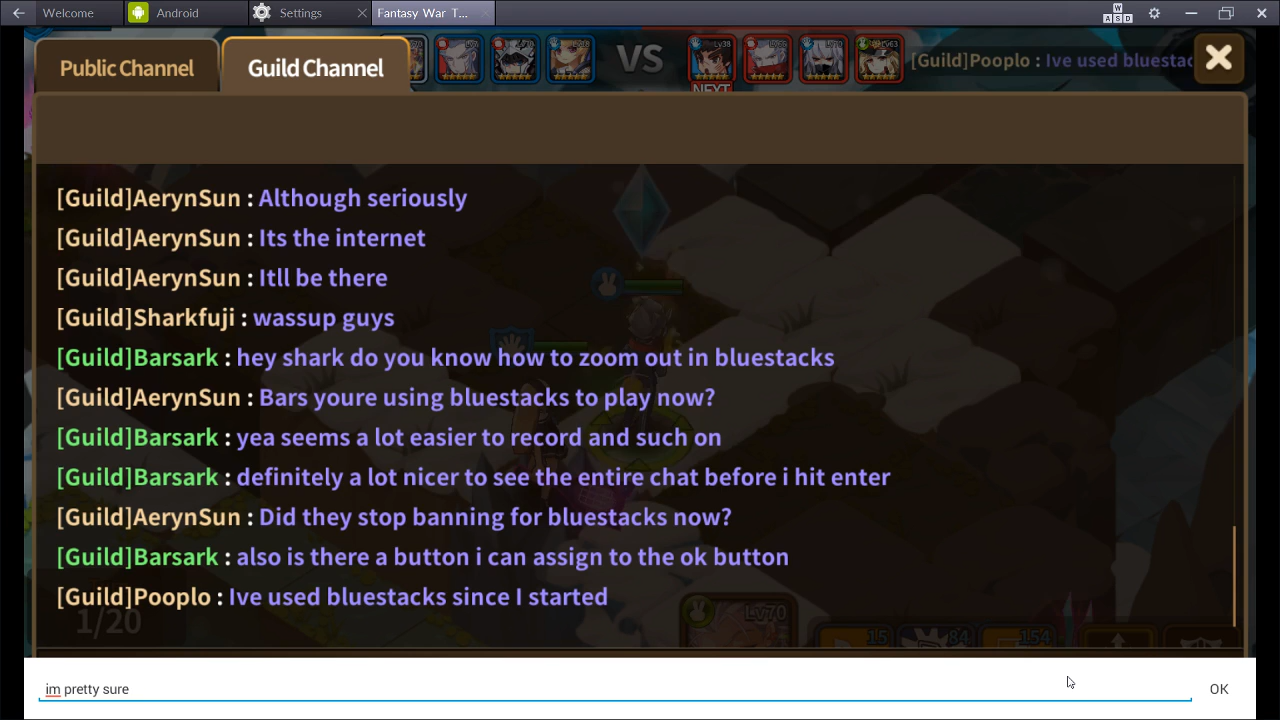 Welcome
Android
Settings
Fantasy War T...
W
A S D
Public Channel
Guild Channel
VS
Lv38
Lv63
NEXT
[Guild]Pooplo : Ive used bluestac
[Guild]AerynSun : Although seriously
[Guild]AerynSun : Its the internet
[Guild]AerynSun : Itll be there
[Guild]Sharkfuji : wassup guys
[Guild]Barsark : hey shark do you know how to zoom out in bluestacks
[Guild]AerynSun : Bars youre using bluestacks to play now?
[Guild]Barsark : yea seems a lot easier to record and such on
[Guild]Barsark : definitely a lot nicer to see the entire chat before i hit enter
[Guild]AerynSun : Did they stop banning for bluestacks now?
[Guild]Barsark : also is there a button i can assign to the ok button
[Guild]Pooplo : Ive used bluestacks since I started
1/20
Lv70
15
84
154
im pretty sure
OK